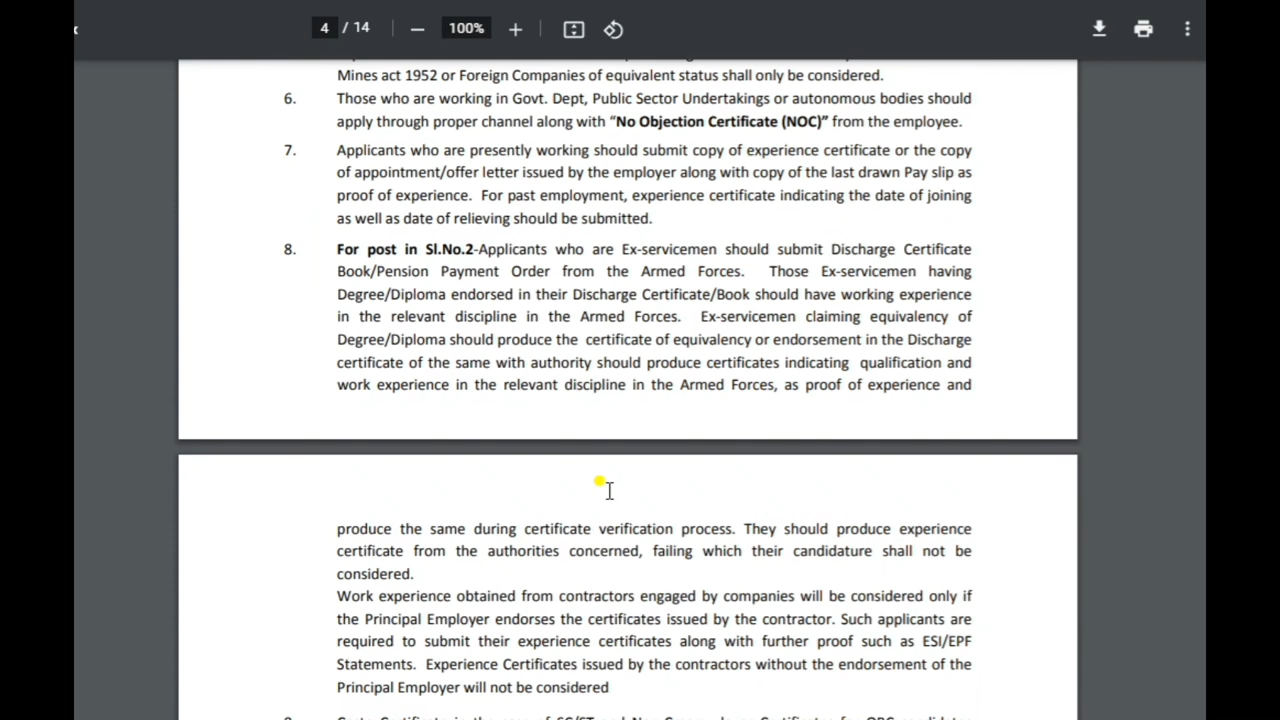 4 / 14
100%
Mines act 1952 or Foreign Companies of equivalent status shall only be considered.
6. Those who are working in Govt. Dept, Public Sector Undertakings or autonomous bodies should
apply through proper channel along with “No Objection Certificate (NOC)” from the employee.
7. Applicants who are presently working should submit copy of experience certificate or the copy
of appointment/offer letter issued by the employer along with copy of the last drawn Pay slip as
proof of experience. For past employment, experience certificate indicating the date of joining
as well as date of relieving should be submitted.
8. For post in Sl.No.2-Applicants who are Ex-servicemen should submit Discharge Certificate
Book/Pension Payment Order from the Armed Forces. Those Ex-servicemen having
Degree/Diploma endorsed in their Discharge Certificate/Book should have working experience
in the relevant discipline in the Armed Forces. Ex-servicemen claiming equivalency of
Degree/Diploma should produce the certificate of equivalency or endorsement in the Discharge
certificate of the same with authority should produce certificates indicating qualification and
work experience in the relevant discipline in the Armed Forces, as proof of experience and
produce the same during certificate verification process. They should produce experience
certificate from the authorities concerned, failing which their candidature shall not be
considered.
Work experience obtained from contractors engaged by companies will be considered only if
the Principal Employer endorses the certificates issued by the contractor. Such applicants are
required to submit their experience certificates along with further proof such as ESI/EPF
Statements. Experience Certificates issued by the contractors without the endorsement of the
Principal Employer will not be considered